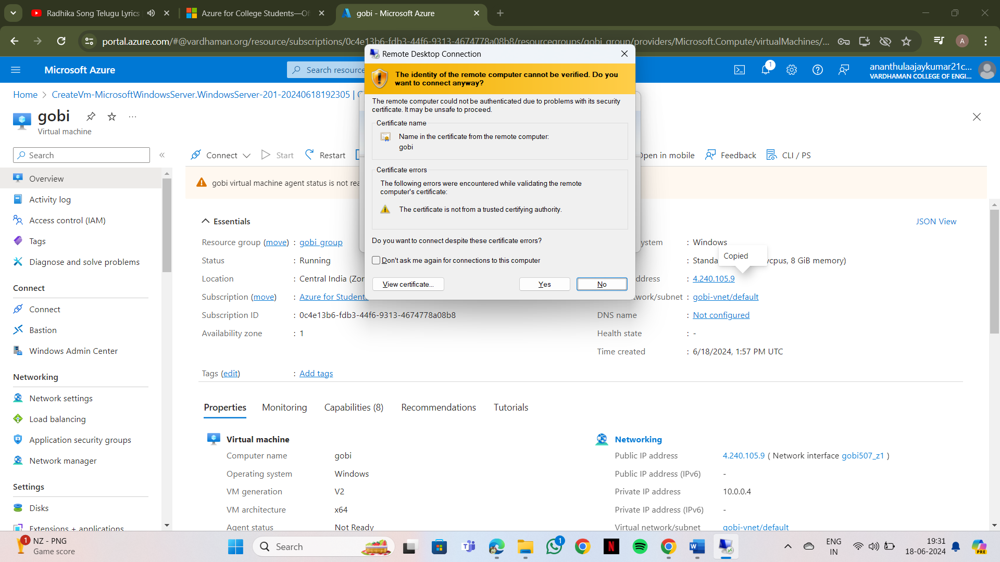 Radhika Song Telugu Lyrics
Azure for College Students—Of
gobi - Microsoft Azure
portal.azure.com/#@vardhaman.org/resource/subscriptions/0c4e13b6-fdb3-44f6-9313-4674778a08b8/resourcegroups/gobi_group/providers/Microsoft.Compute/virtualMachines/...
A
Microsoft Azure
Search resource
1
ananthulaajaykumar21c...
VARDHAMAN COLLEGE OF ENGI...
Home > CreateVm-MicrosoftWindowsServer.WindowsServer-201-20240618192305 |
gobi
Virtual machine
Search
Connect
Start
Restart
Open in mobile
Feedback
CLI / PS
gobi virtual machine agent status is not rea
Overview
Activity log
Access control (IAM)
Tags
Diagnose and solve problems
Connect
Connect
Bastion
Windows Admin Center
Networking
Network settings
Load balancing
Application security groups
Network manager
Settings
Disks
Extensions + applications
Essentials
JSON View
Resource group (move) : gobi_group
Status : Running
Location : Central India (Zon
Subscription (move) : Azure for Students
Subscription ID : 0c4e13b6-fdb3-44f6-9313-4674778a08b8
Availability zone : 1
Tags (edit) : Add tags
ystem : Windows
: Standa vcpus, 8 GiB memory)
Copied
ddress : 4.240.105.9
work/subnet : gobi-vnet/default
DNS name : Not configured
Health state : -
Time created : 6/18/2024, 1:57 PM UTC
Remote Desktop Connection
The identity of the remote computer cannot be verified. Do you
want to connect anyway?
The remote computer could not be authenticated due to problems with its security
certificate. It may be unsafe to proceed.
Certificate name
Name in the certificate from the remote computer:
gobi
Certificate errors
The following errors were encountered while validating the remote
computer's certificate:
The certificate is not from a trusted certifying authority.
Do you want to connect despite these certificate errors?
Don't ask me again for connections to this computer
View certificate...
Yes
No
Properties
Monitoring
Capabilities (8)
Recommendations
Tutorials
Virtual machine
Computer name gobi
Operating system Windows
VM generation V2
VM architecture x64
Agent status Not Ready
Networking
Public IP address 4.240.105.9 ( Network interface gobi507_z1 )
Public IP address (IPv6) -
Private IP address 10.0.0.4
Private IP address (IPv6) -
Virtual network/subnet gobi-vnet/default
1
NZ - PNG
Game score
Search
1
ENG
IN
19:31
18-06-2024
PRE